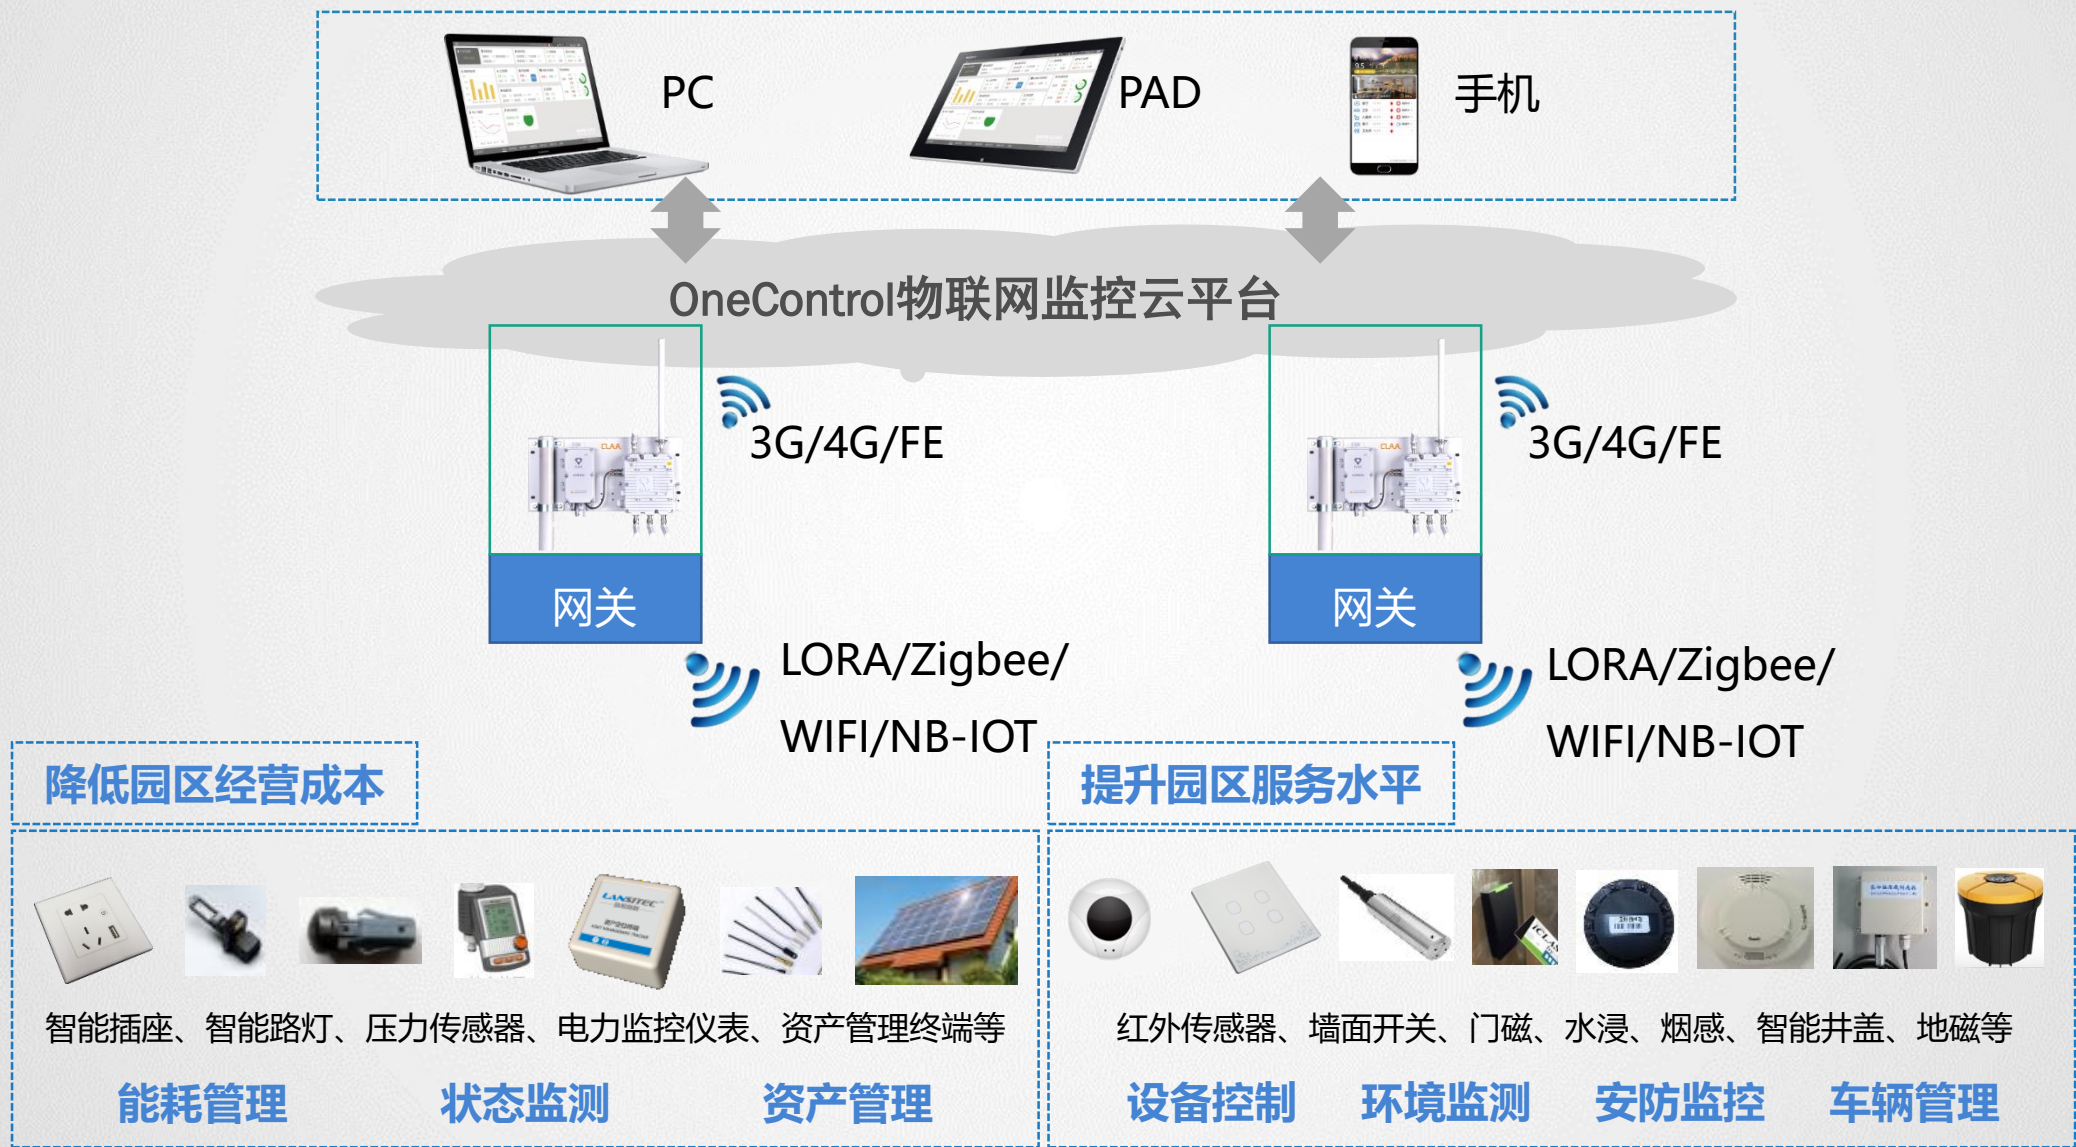 PC
PAD
手机
OneControl物联网监控云平台
CLAA
3G/4G/FE
CLAA
3G/4G/FE
网关
网关
LORA/Zigbee/
WIFI/NB-IOT
LORA/Zigbee/
WIFI/NB-IOT
降低园区经营成本
提升园区服务水平
LANSITEC
ASSET MANAGEMENT TRACKER
iCLASS
智能插座、智能路灯、压力传感器、电力监控仪表、资产管理终端等
红外传感器、墙面开关、门磁、水浸、烟感、智能井盖、地磁等
能耗管理
状态监测
资产管理
设备控制
环境监测
安防监控
车辆管理